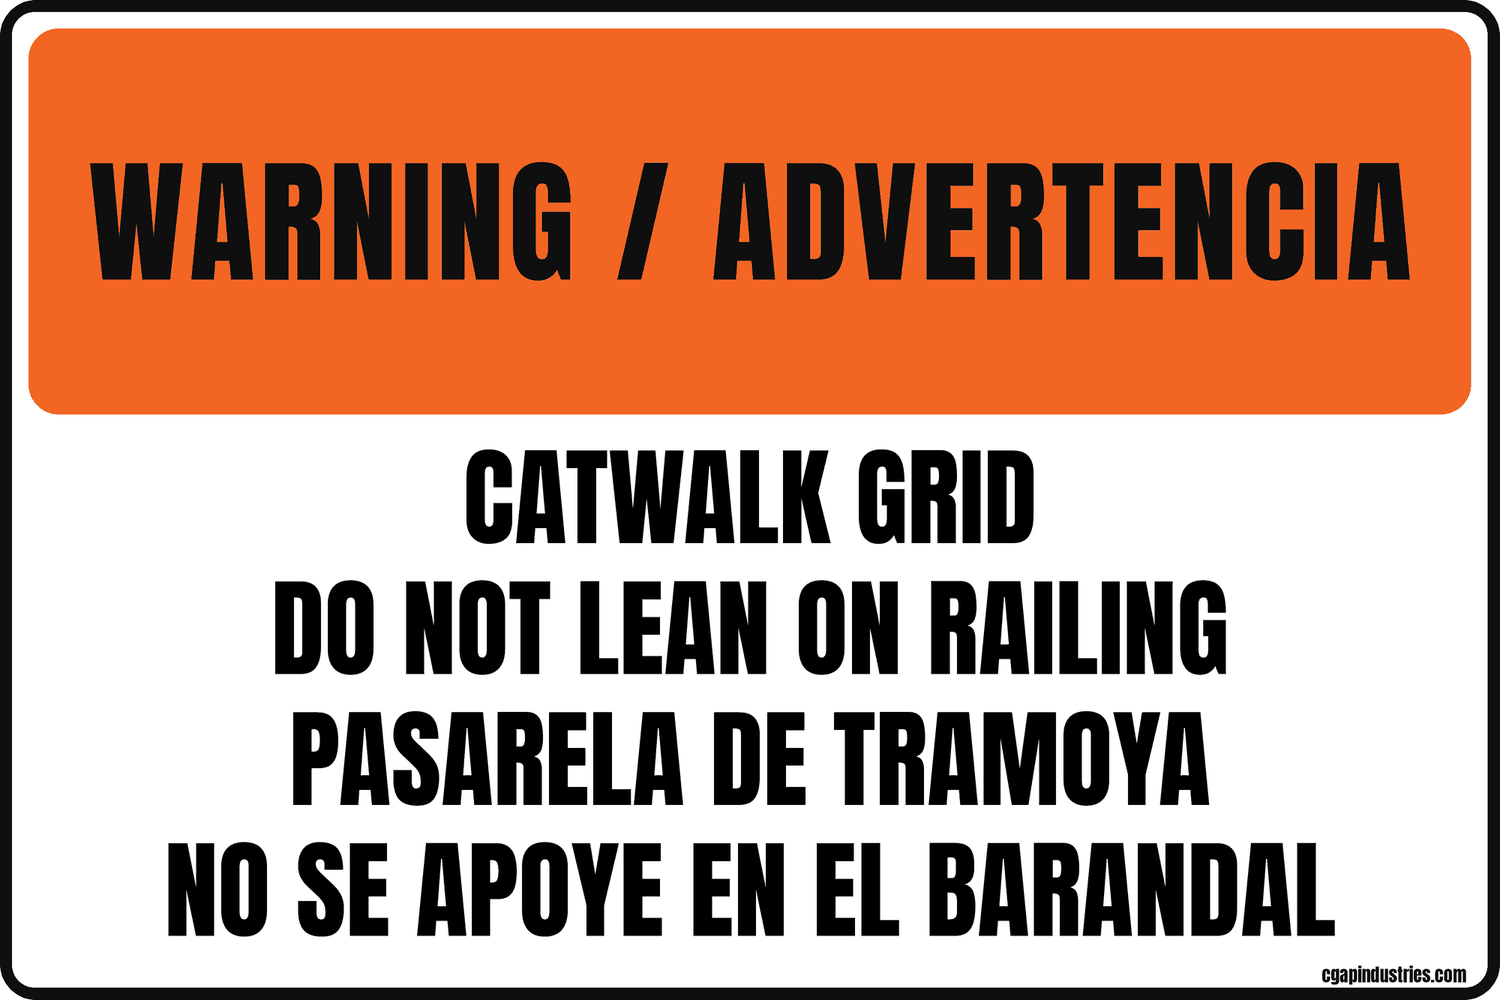 WARNING / ADVERTENCIA
CATWALK GRID
DO NOT LEAN ON RAILING
PASARELA DE TRAMOYA
NO SE APOYE EN EL BARANDAL
cgapindustries.com